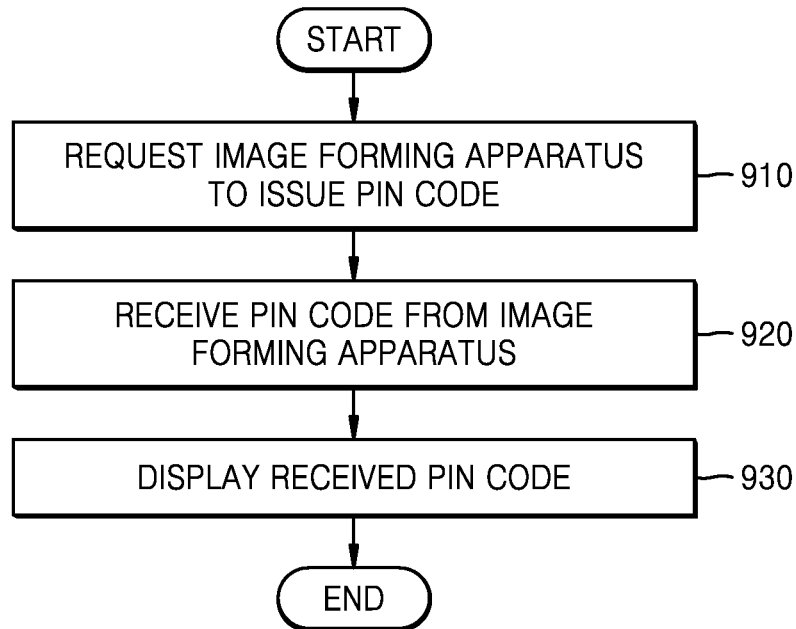 START
REQUEST IMAGE FORMING APPARATUS
TO ISSUE PIN CODE
910
RECEIVE PIN CODE FROM IMAGE
FORMING APPARATUS
920
DISPLAY RECEIVED PIN CODE
930
END